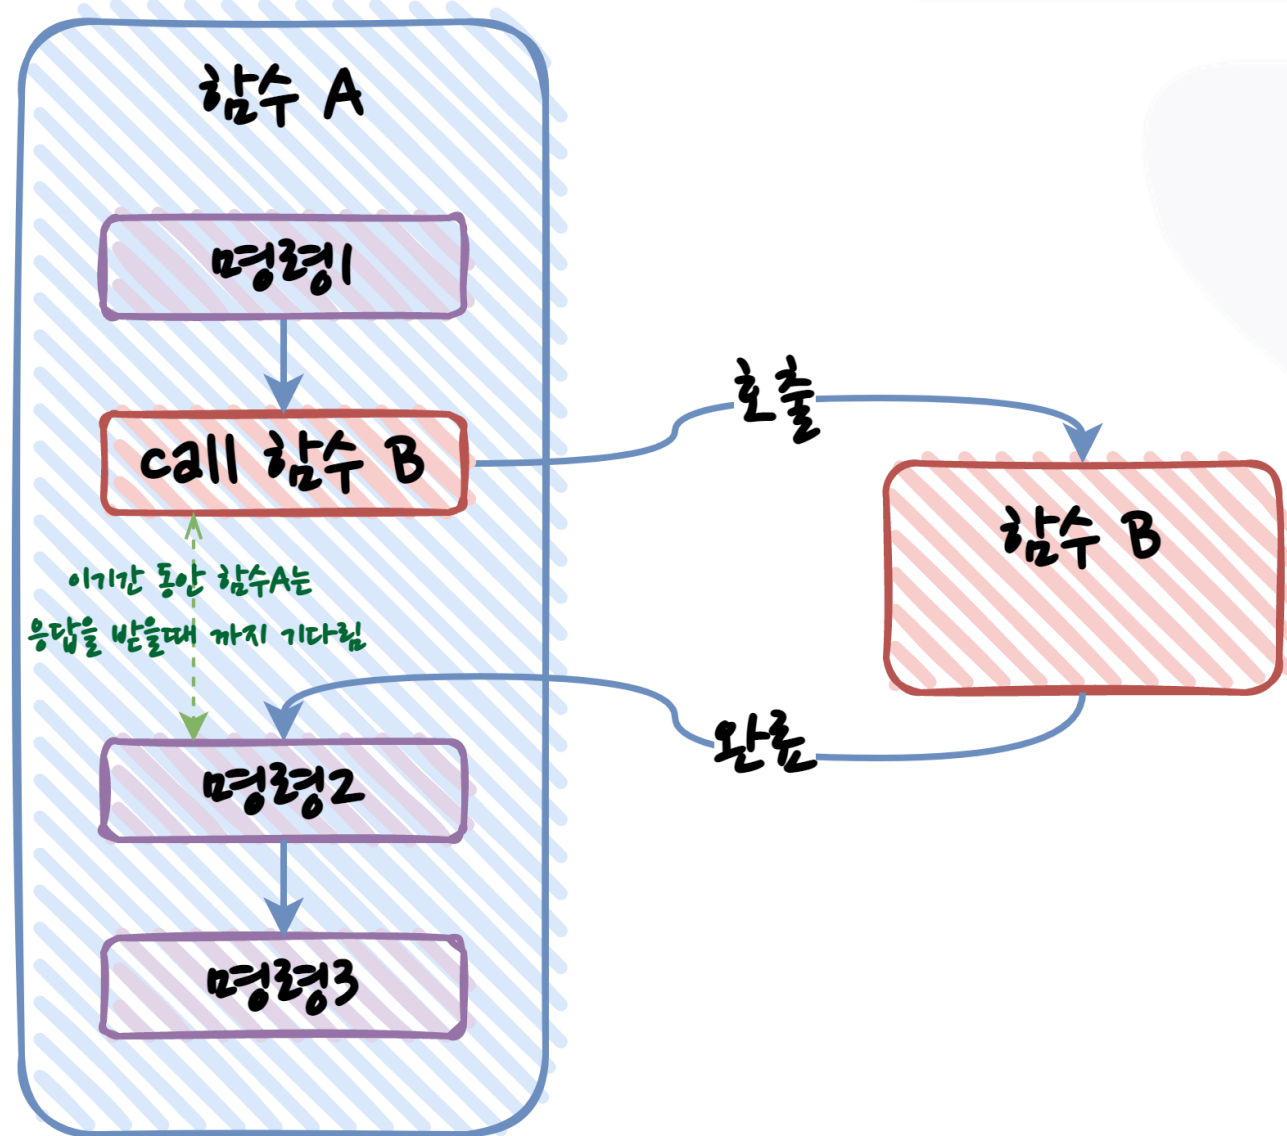 함수 A
명령1
call 함수 B
호출
함수 B
이기간 동안 함수A는
응답을 받을때 까지 기다림
완료
명령2
명령3